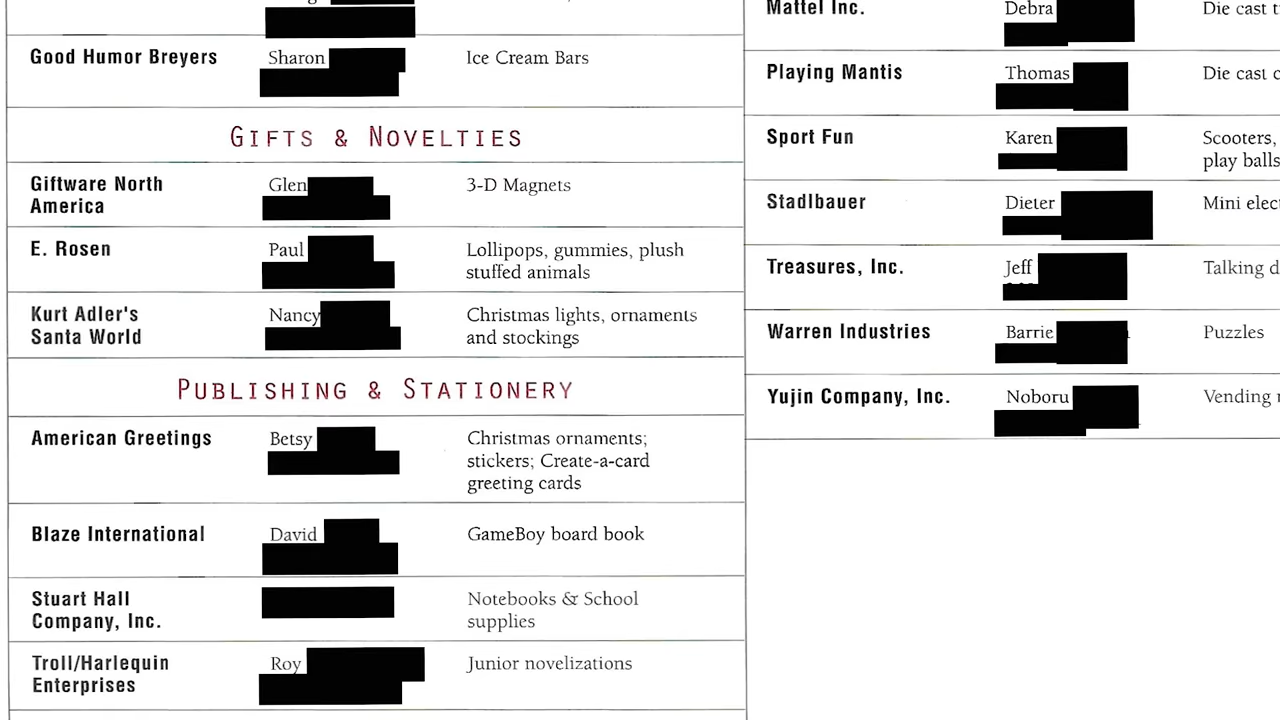 Good Humor Breyers Sharon Ice Cream Bars
GIFTS & NOVELTIES
Giftware North Glen 3-D Magnets
America
E. Rosen Paul Lollipops, gummies, plush
stuffed animals
Kurt Adler's Nancy Christmas lights, ornaments
Santa World and stockings
PUBLISHING & STATIONERY
American Greetings Betsy Christmas ornaments;
stickers; Create-a-card
greeting cards
Blaze International David GameBoy board book
Stuart Hall Notebooks & School
Company, Inc. supplies
Troll/Harlequin Roy Junior novelizations
Enterprises
Mattel Inc. Debra Die cast
Playing Mantis Thomas Die cast
Sport Fun Karen Scooters,
play balls
Stadlbauer Dieter Mini
Treasures, Inc. Jeff Talking
Warren Industries Barrie Puzzles
Yujin Company, Inc. Noboru Vending